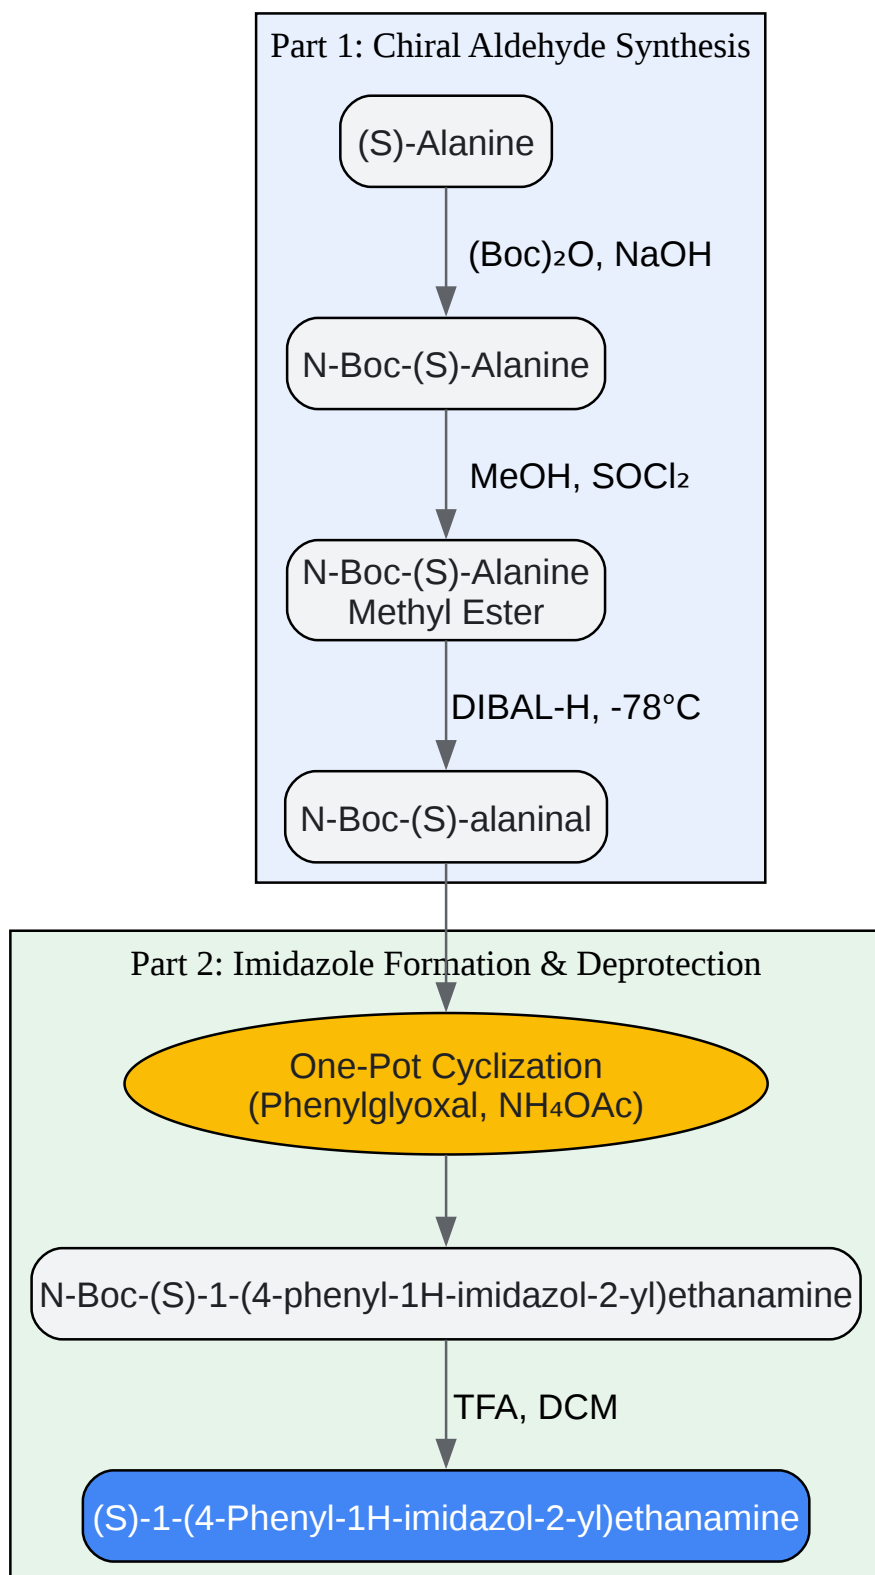 Part 1: Chiral Aldehyde Synthesis
(S)-Alanine
(Boc)₂O, NaOH
N-Boc-(S)-Alanine
MeOH, SOCl₂
N-Boc-(S)-Alanine
Methyl Ester
DIBAL-H, -78°C
N-Boc-(S)-alaninal
Part 2: Imidazole Formation & Deprotection
One-Pot Cyclization
(Phenylglyoxal, NH₄OAc)
N-Boc-(S)-1-(4-phenyl-1H-imidazol-2-yl)ethanamine
TFA, DCM
(S)-1-(4-Phenyl-1H-imidazol-2-yl)ethanamine